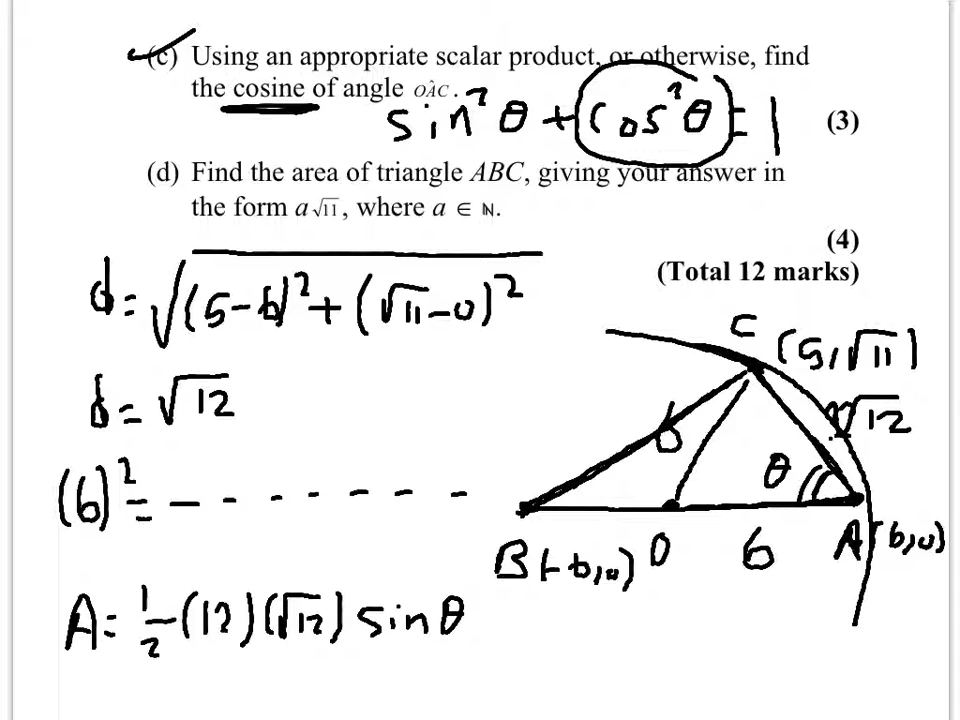 (c) Using an appropriate scalar product, or otherwise, find
the cosine of angle OÂC.
sin²θ + cos²θ = 1
(3)
(d) Find the area of triangle ABC, giving your answer in
the form a√11, where a ∈ ℕ.
(4)
(Total 12 marks)
d = √(5-6)² + (√11-0)²
C (5,√11)
d = √12
√12
6
(6)² = - - - - - - -
θ
B(-6,0) O 6 A(6,0)
A = 1/2 (12)(√12) sin θ